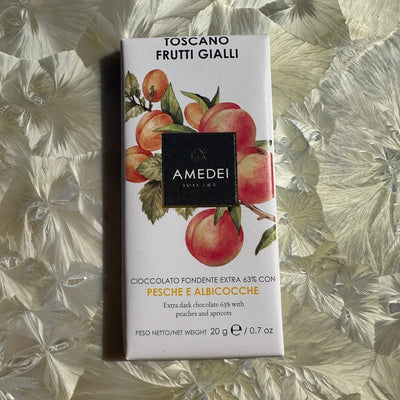 TOSCANO
FRUTTI GIALLI
AMEDEI
TUSCANY
CIOCCOLATO FONDENTE EXTRA 63% CON
PESCHE E ALBICOCCHE
Extra dark chocolate 63% with
peaches and apricots
PESO NETTO/NET WEIGHT 20 g ℮ / 0.7 oz